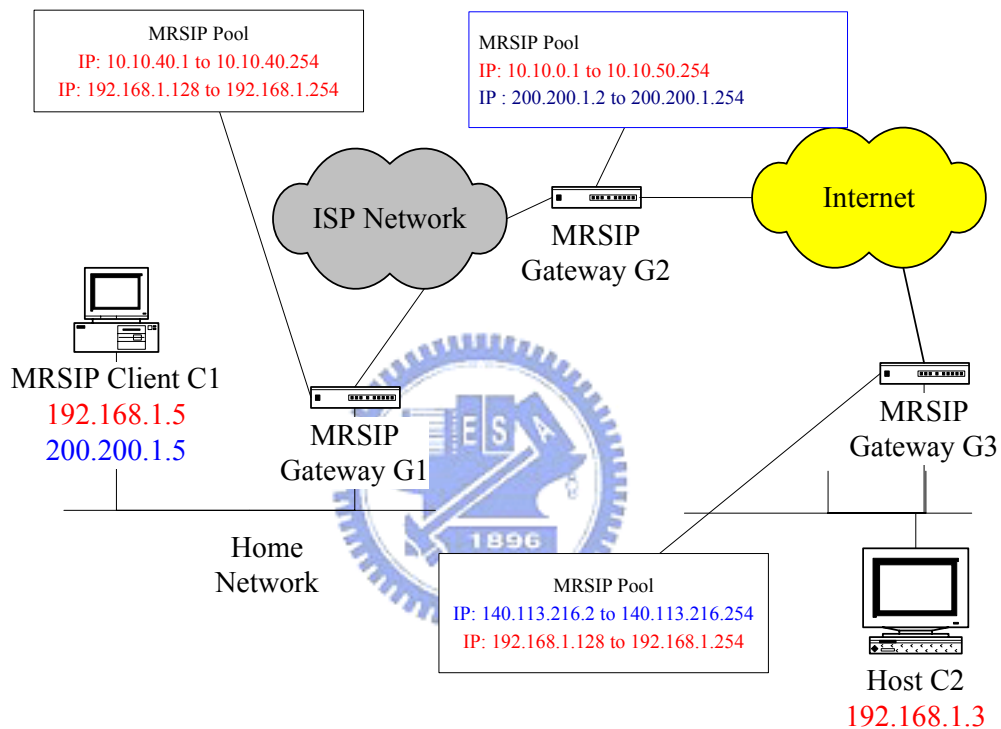 MRSIP Pool
IP: 10.10.40.1 to 10.10.40.254
IP: 192.168.1.128 to 192.168.1.254
MRSIP Pool
IP: 10.10.0.1 to 10.10.50.254
IP : 200.200.1.2 to 200.200.1.254
ISP Network
Internet
MRSIP
Gateway G2
MRSIP Client C1
192.168.1.5
200.200.1.5
MRSIP
Gateway G1
MRSIP
Gateway G3
E S A
1896
Home
Network
MRSIP Pool
IP: 140.113.216.2 to 140.113.216.254
IP: 192.168.1.128 to 192.168.1.254
Host C2
192.168.1.3